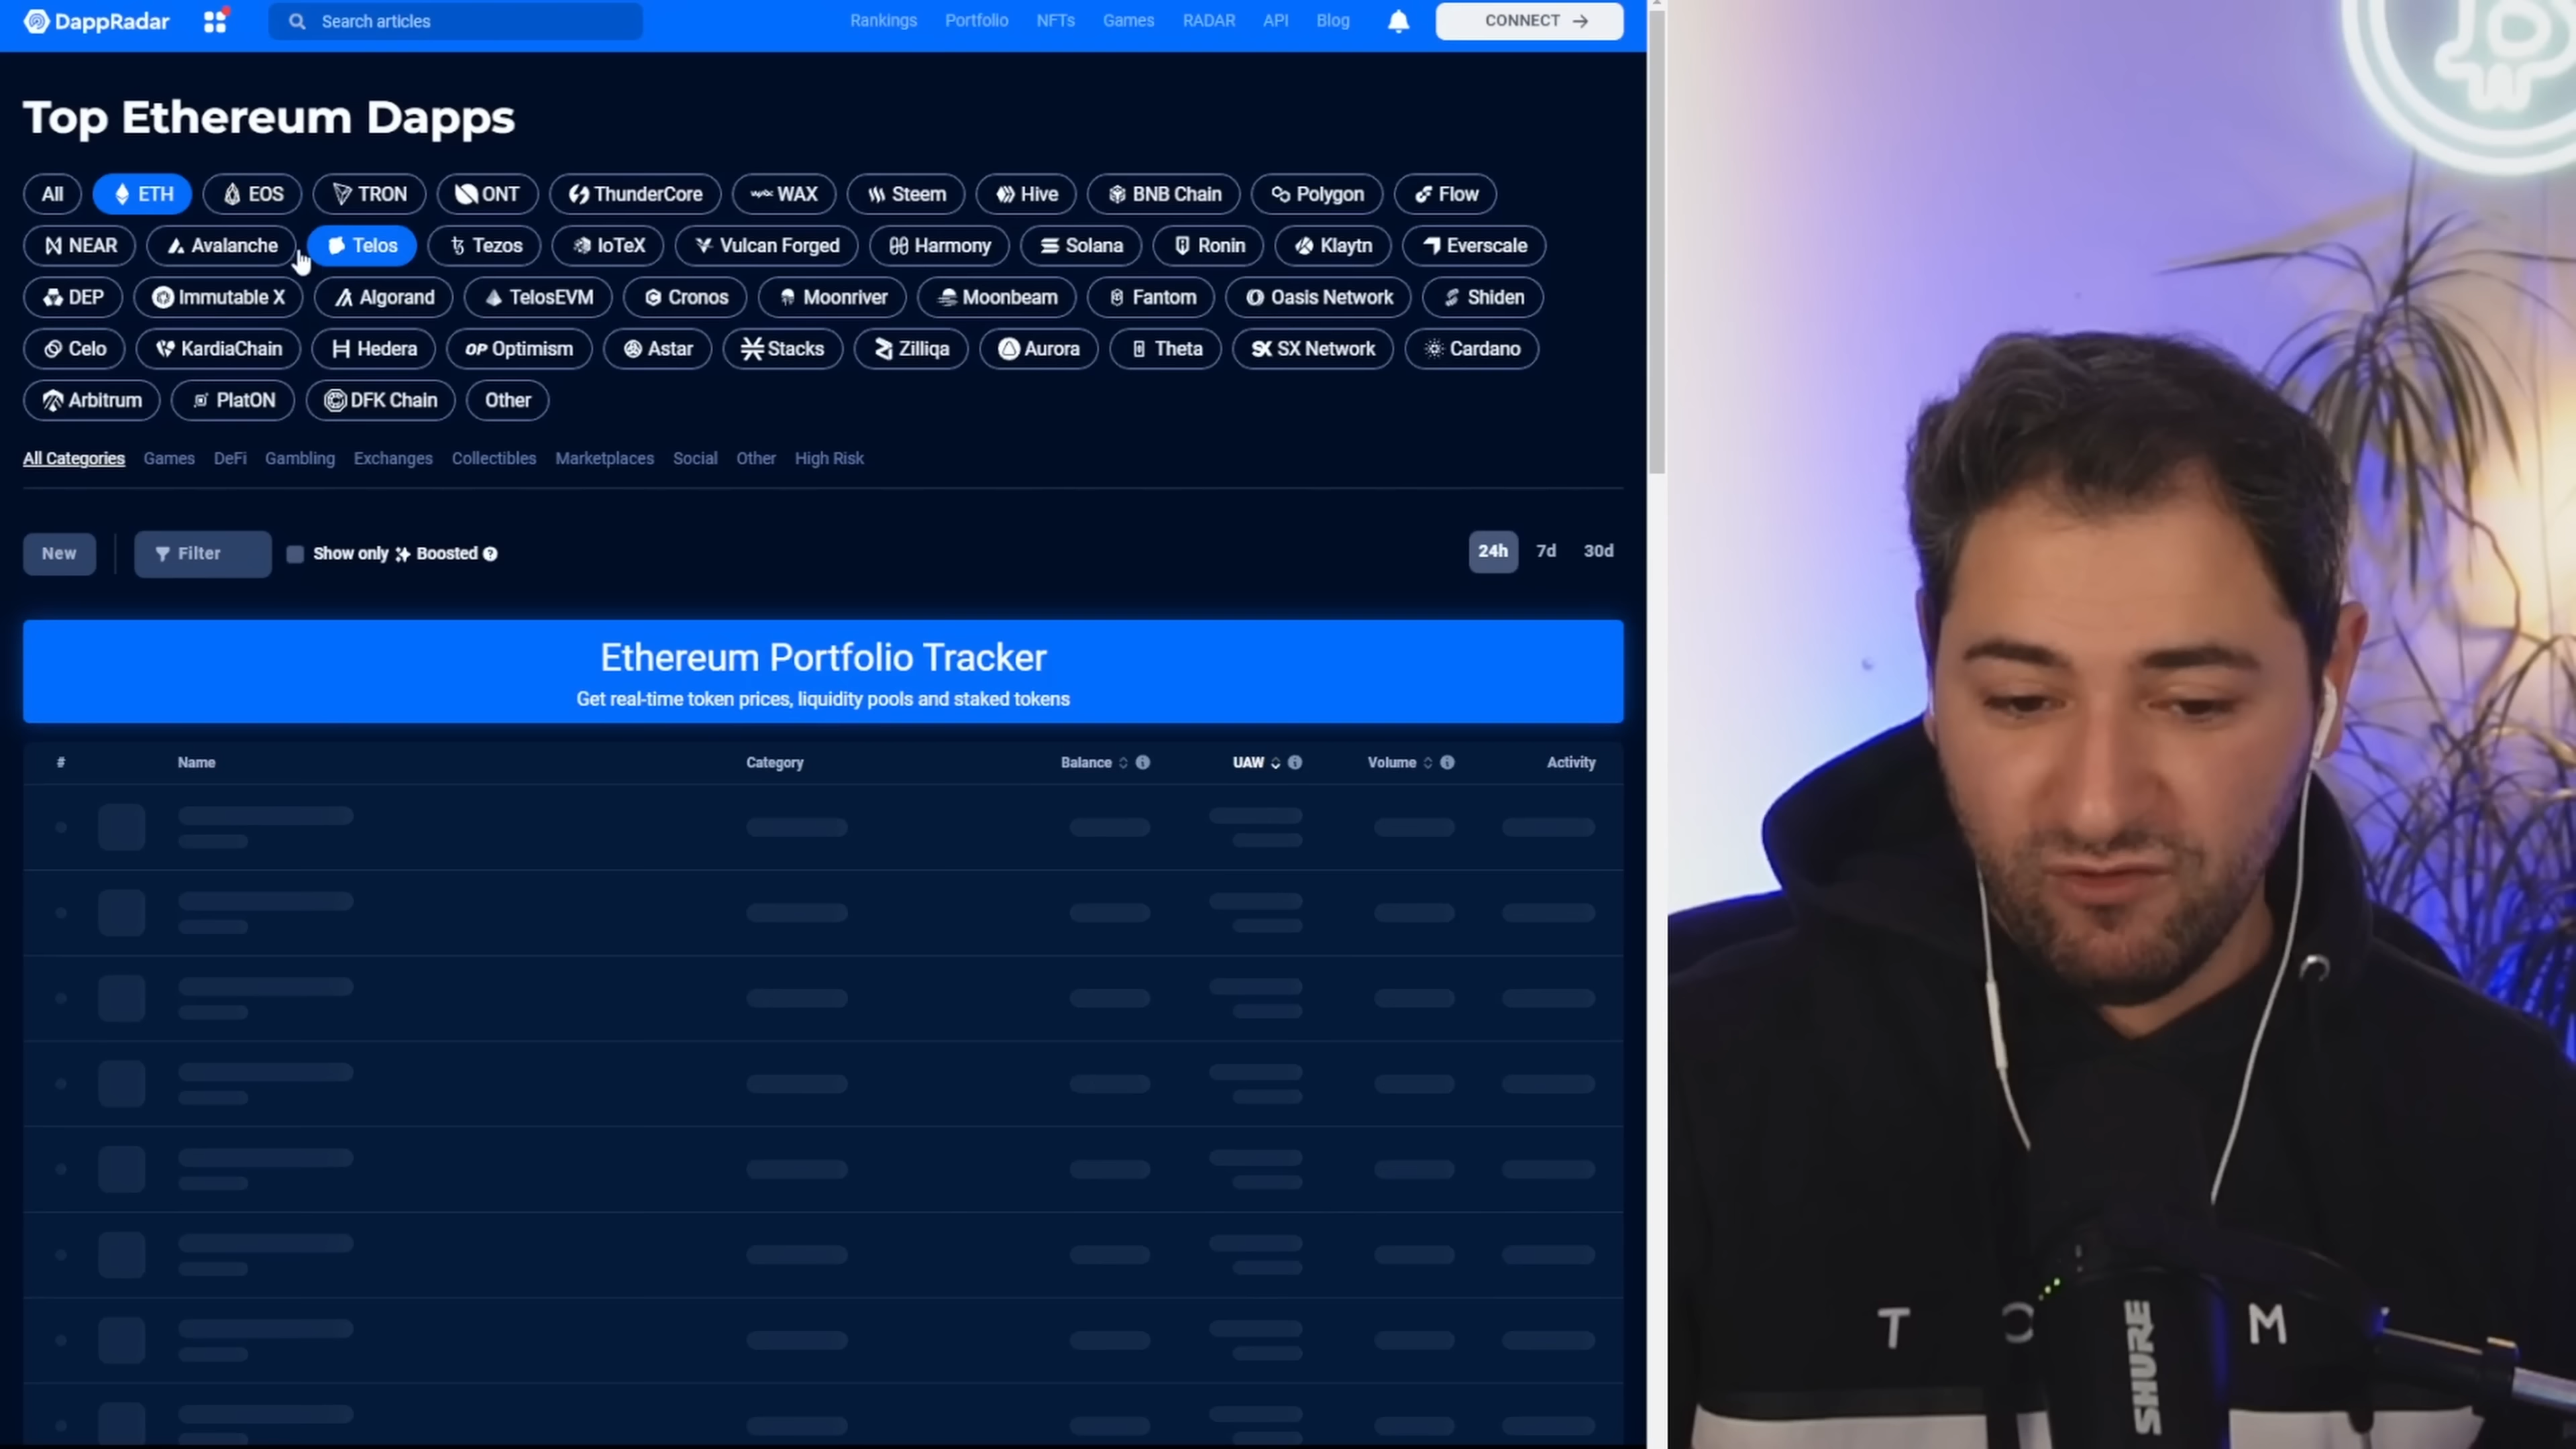 DappRadar
Search articles
Rankings Portfolio NFTs Games RADAR API Blog CONNECT →
Top Ethereum Dapps
All ETH EOS TRON ONT ThunderCore WAX Steem Hive BNB Chain Polygon Flow
NEAR Avalanche Telos Tezos IoTeX Vulcan Forged Harmony Solana Ronin Klaytn Everscale
DEP Immutable X Algorand TelosEVM Cronos Moonriver Moonbeam Fantom Oasis Network Shiden
Celo KardiaChain Hedera OP Optimism Astar Stacks Zilliqa Aurora Theta SX SX Network Cardano
Arbitrum PlatON DFK Chain Other
All Categories Games DeFi Gambling Exchanges Collectibles Marketplaces Social Other High Risk
New Filter Show only Boosted ? 24h 7d 30d
Ethereum Portfolio Tracker
Get real-time token prices, liquidity pools and staked tokens
# Name Category Balance UAW Volume Activity
T O M
SHURE